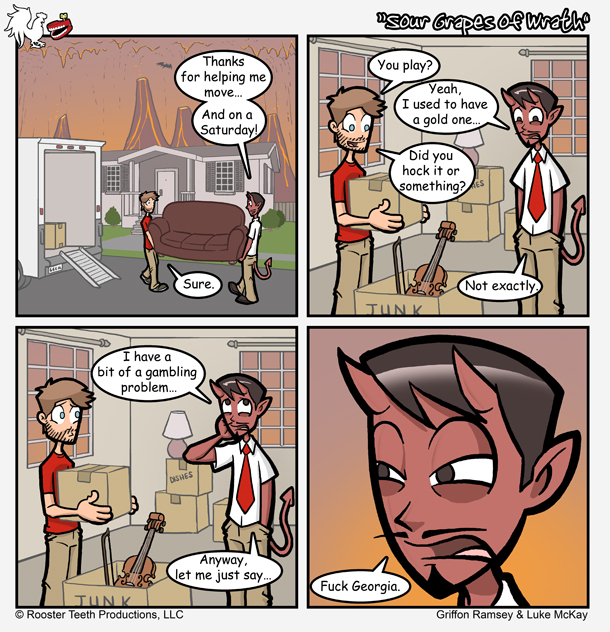 "Sour Grapes Of Wrath"
Thanks
for helping me
move...
And on a
Saturday!
Sure.
You play?
Yeah,
I used to have
a gold one...
Did you
hock it or
something?
Not exactly.
JUNK
I have a
bit of a gambling
problem...
DISHES
Anyway,
let me just say...
JUNK
Fuck Georgia.
© Rooster Teeth Productions, LLC
Griffon Ramsey & Luke McKay